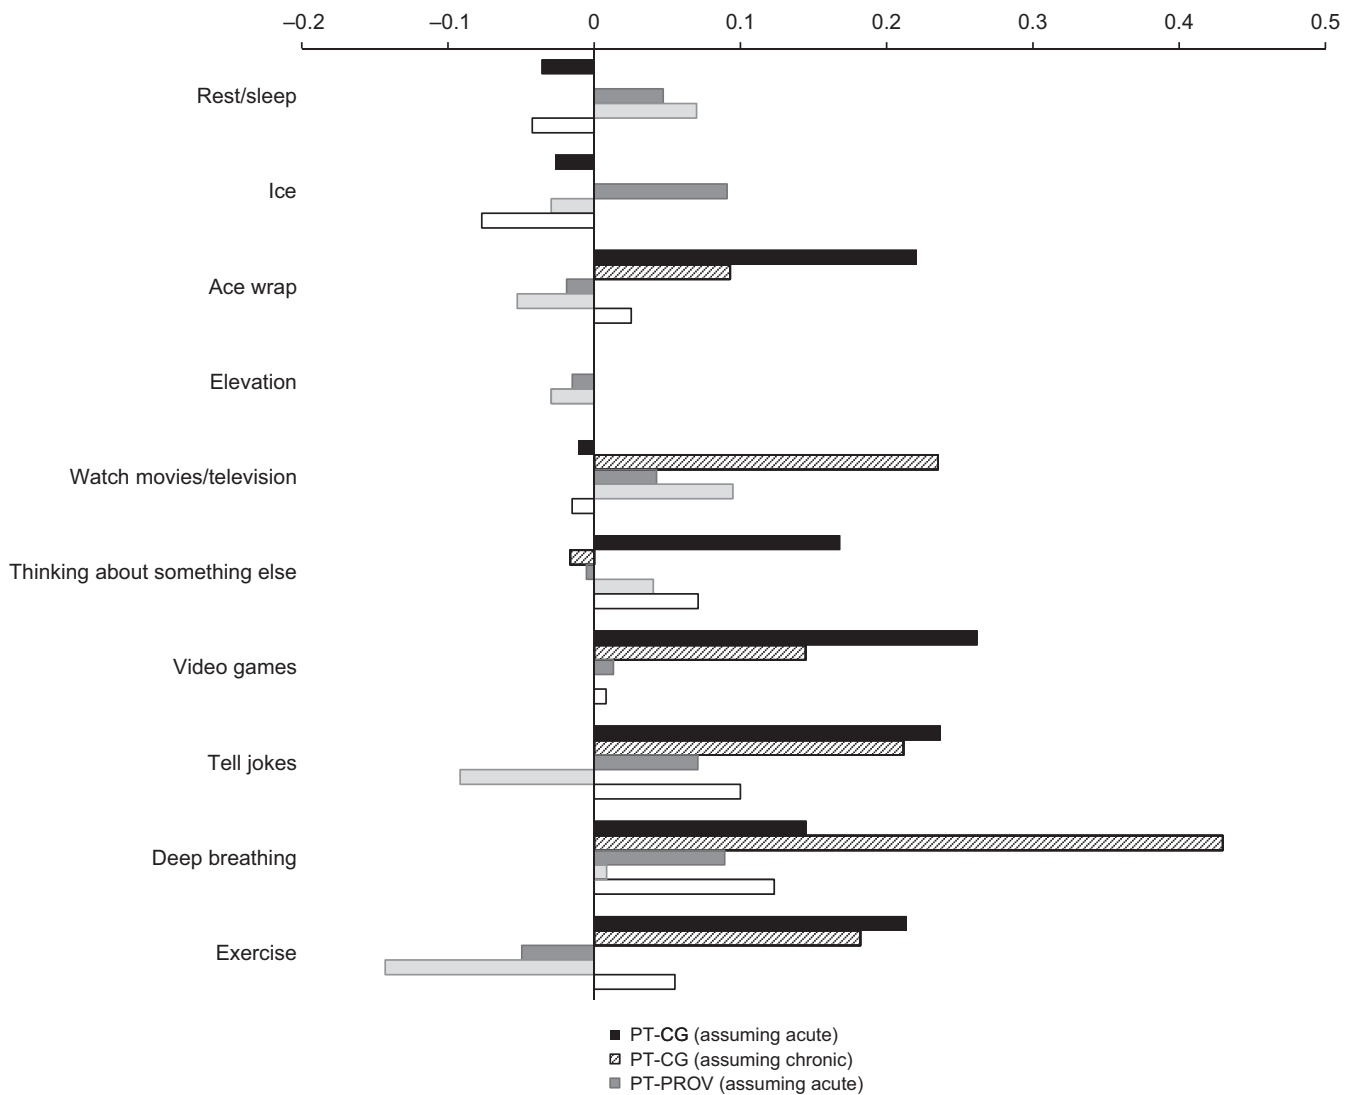 –0.2 –0.1 0 0.1 0.2 0.3 0.4 0.5
Rest/sleep
Ice
Ace wrap
Elevation
Watch movies/television
Thinking about something else
Video games
Tell jokes
Deep breathing
Exercise
PT-CG (assuming acute)
PT-CG (assuming chronic)
PT-PROV (assuming acute)